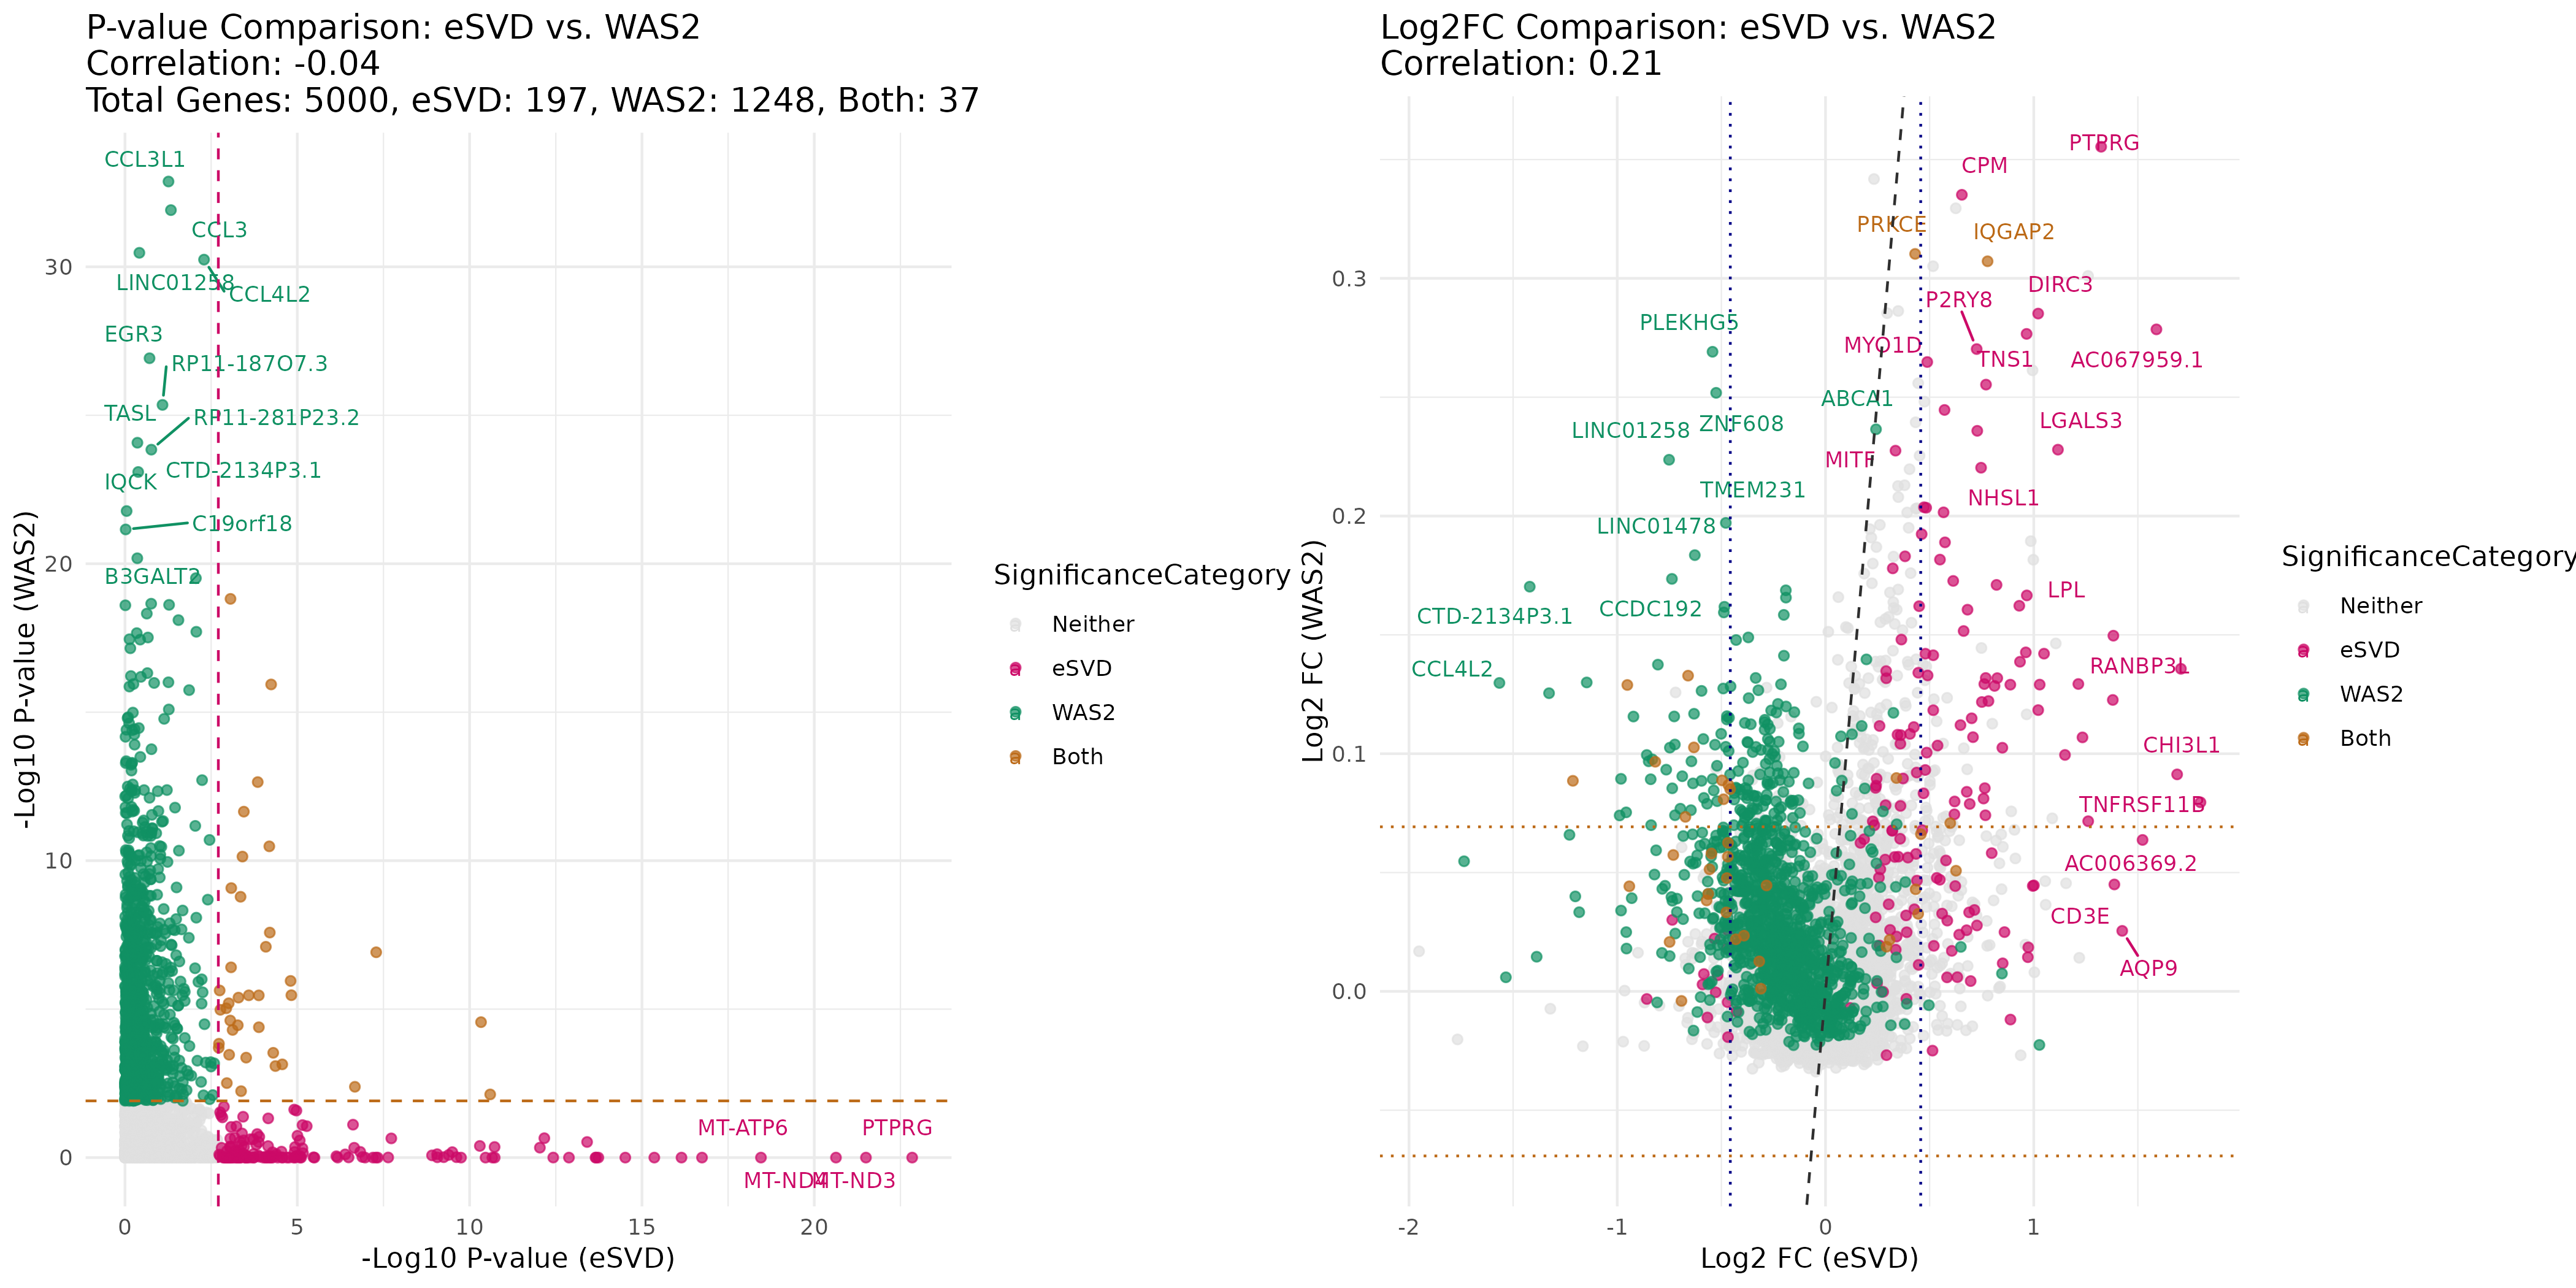 P-value Comparison: eSVD vs. WAS2
Correlation: -0.04
Total Genes: 5000, eSVD: 197, WAS2: 1248, Both: 37
CCL3L1
CCL3
LINC01258
CCL4L2
EGR3
RP11-187O7.3
TASL
RP11-281P23.2
CTD-2134P3.1
IQCK
C19orf18
B3GALT2
MT-ATP6
PTPRG
MT-ND4
MT-ND3
30
20
10
0
0
5
10
15
20
-Log10 P-value (WAS2)
-Log10 P-value (eSVD)
SignificanceCategory
Neither
eSVD
WAS2
Both
Log2FC Comparison: eSVD vs. WAS2
Correlation: 0.21
PTPRG
CPM
PRKCE
IQGAP2
DIRC3
P2RY8
PLEKHG5
MYO1D
TNS1
AC067959.1
ABCA1
LINC01258
ZNF608
LGALS3
MITF
TMEM231
NHSL1
LINC01478
LPL
CTD-2134P3.1
CCDC192
CCL4L2
RANBP3L
CHI3L1
TNFRSF11B
AC006369.2
CD3E
AQP9
0.3
0.2
0.1
0.0
-2
-1
0
1
Log2 FC (WAS2)
Log2 FC (eSVD)
SignificanceCategory
Neither
eSVD
WAS2
Both